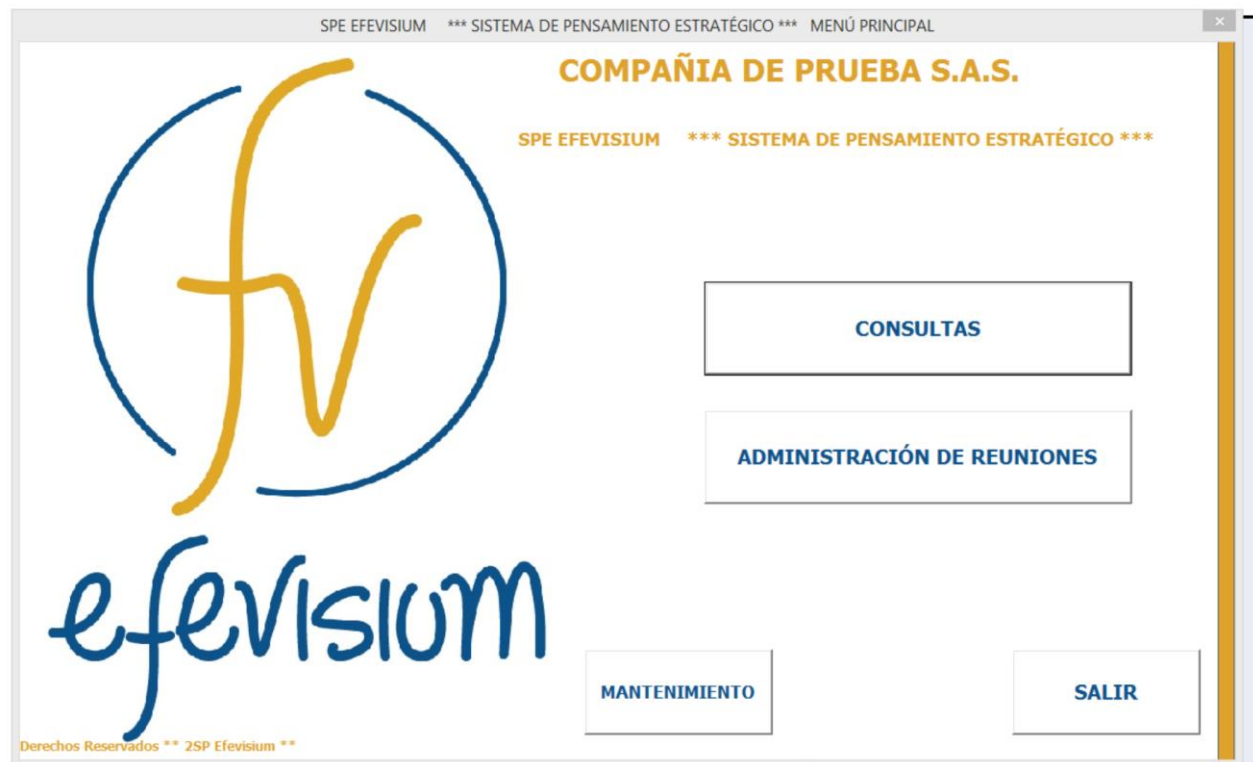 SPE EFEVISIUM *** SISTEMA DE PENSAMIENTO ESTRATÉGICO *** MENÚ PRINCIPAL
COMPAÑIA DE PRUEBA S.A.S.
SPE EFEVISIUM *** SISTEMA DE PENSAMIENTO ESTRATÉGICO ***
fv
CONSULTAS
ADMINISTRACIÓN DE REUNIONES
efevisium
MANTENIMIENTO
SALIR
Derechos Reservados ** 2SP Efevisium **